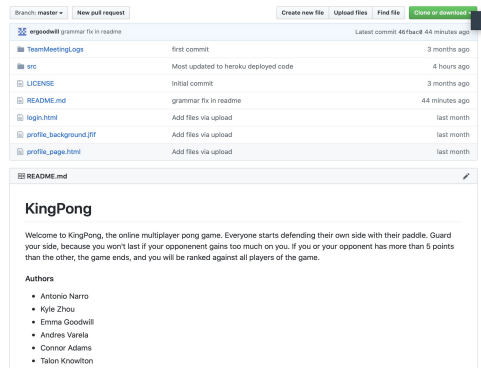 Branch: master
New pull request
Create new file
Upload files
Find file
Clone or download
ergoodwill grammar fix in readme
Latest commit 46fbac0 44 minutes ago
TeamMeetingLogs first commit 3 months ago
src Most updated to heroku deployed code 4 hours ago
LICENSE Initial commit 3 months ago
README.md grammar fix in readme 44 minutes ago
login.html Add files via upload last month
profile_background.jfif Add files via upload last month
profile_page.html Add files via upload last month
README.md
KingPong
Welcome to KingPong, the online multiplayer pong game. Everyone starts defending their own side with their paddle. Guard
your side, because you won't last if your opponenent gains too much on you. If you or your opponent has more than 5 points
than the other, the game ends, and you will be ranked against all players of the game.
Authors
Antonio Narro
Kyle Zhou
Emma Goodwill
Andres Varela
Connor Adams
Talon Knowlton